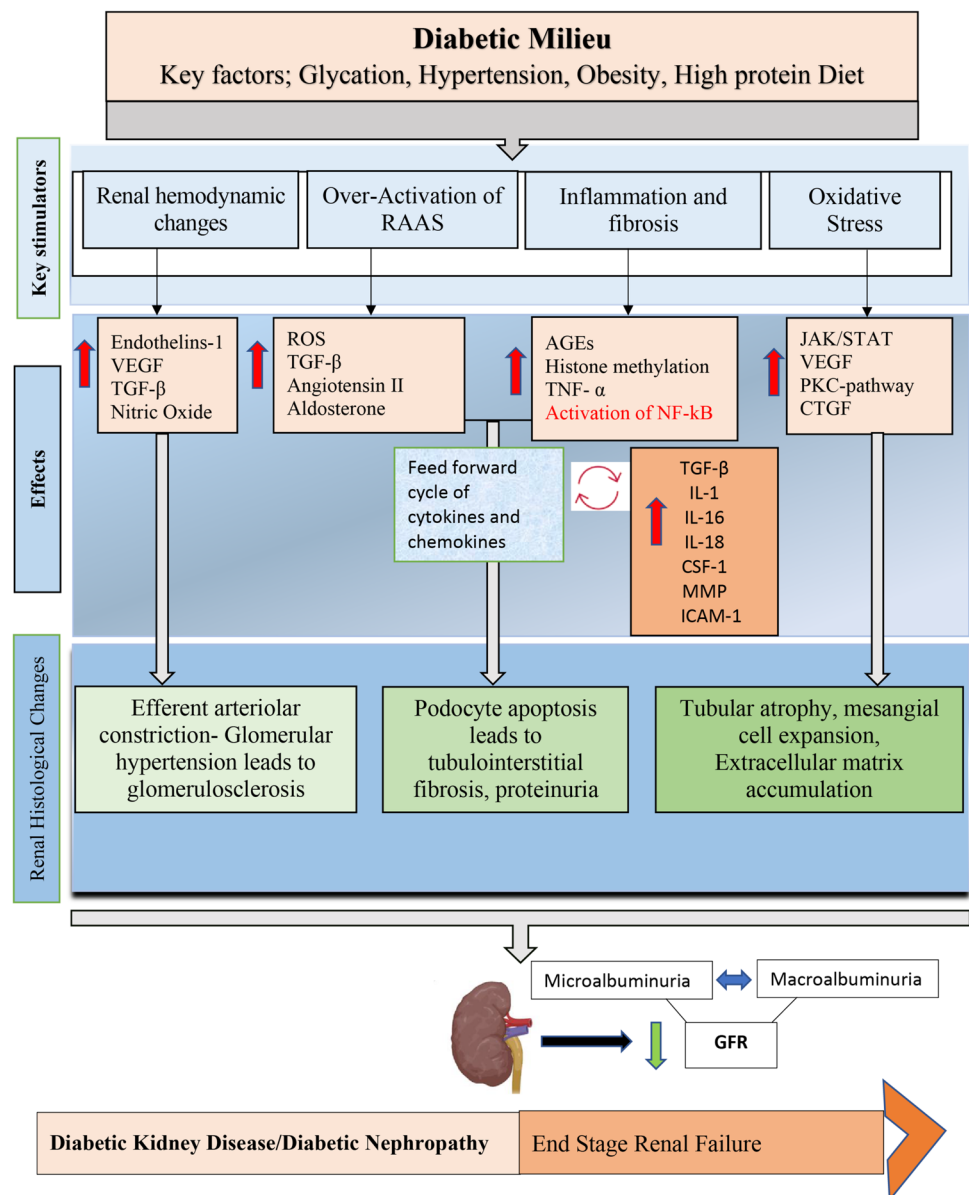 Diabetic Milieu
Key factors; Glycation, Hypertension, Obesity, High protein Diet
Key stimulators
Renal hemodynamic
changes
Over-Activation of
RAAS
Inflammation and
fibrosis
Oxidative
Stress
Effects
Endothelins-1
VEGF
TGF-β
Nitric Oxide
ROS
TGF-β
Angiotensin II
Aldosterone
AGEs
Histone methylation
TNF- α
Activation of NF-kB
JAK/STAT
VEGF
PKC-pathway
CTGF
Feed forward
cycle of
cytokines and
chemokines
TGF-β
IL-1
IL-16
IL-18
CSF-1
MMP
ICAM-1
Renal Histological Changes
Efferent arteriolar
constriction- Glomerular
hypertension leads to
glomerulosclerosis
Podocyte apoptosis
leads to
tubulointerstitial
fibrosis, proteinuria
Tubular atrophy, mesangial
cell expansion,
Extracellular matrix
accumulation
Microalbuminuria
Macroalbuminuria
GFR
Diabetic Kidney Disease/Diabetic Nephropathy
End Stage Renal Failure